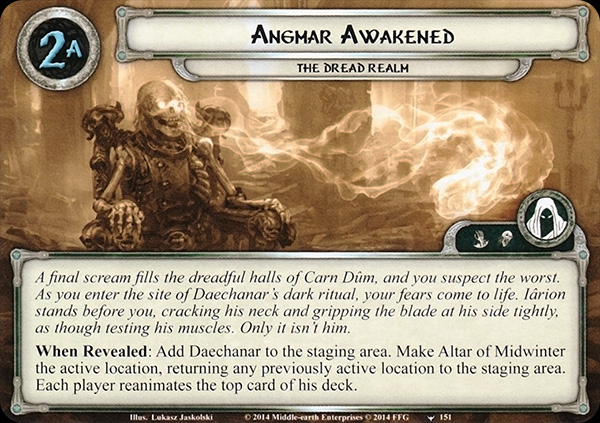 2A
Angmar Awakened
The Dread Realm
A final scream fills the dreadful halls of Carn Dûm, and you suspect the worst.
As you enter the site of Daechanar's dark ritual, your fears come to life. Iârion
stands before you, cracking his neck and gripping the blade at his side tightly,
as though testing his muscles. Only it isn't him.
When Revealed: Add Daechanar to the staging area. Make Altar of Midwinter
the active location, returning any previously active location to the staging area.
Each player reanimates the top card of his deck.
Illus. Lukasz Jaskolski © 2014 Middle-earth Enterprises © 2014 FFG 151